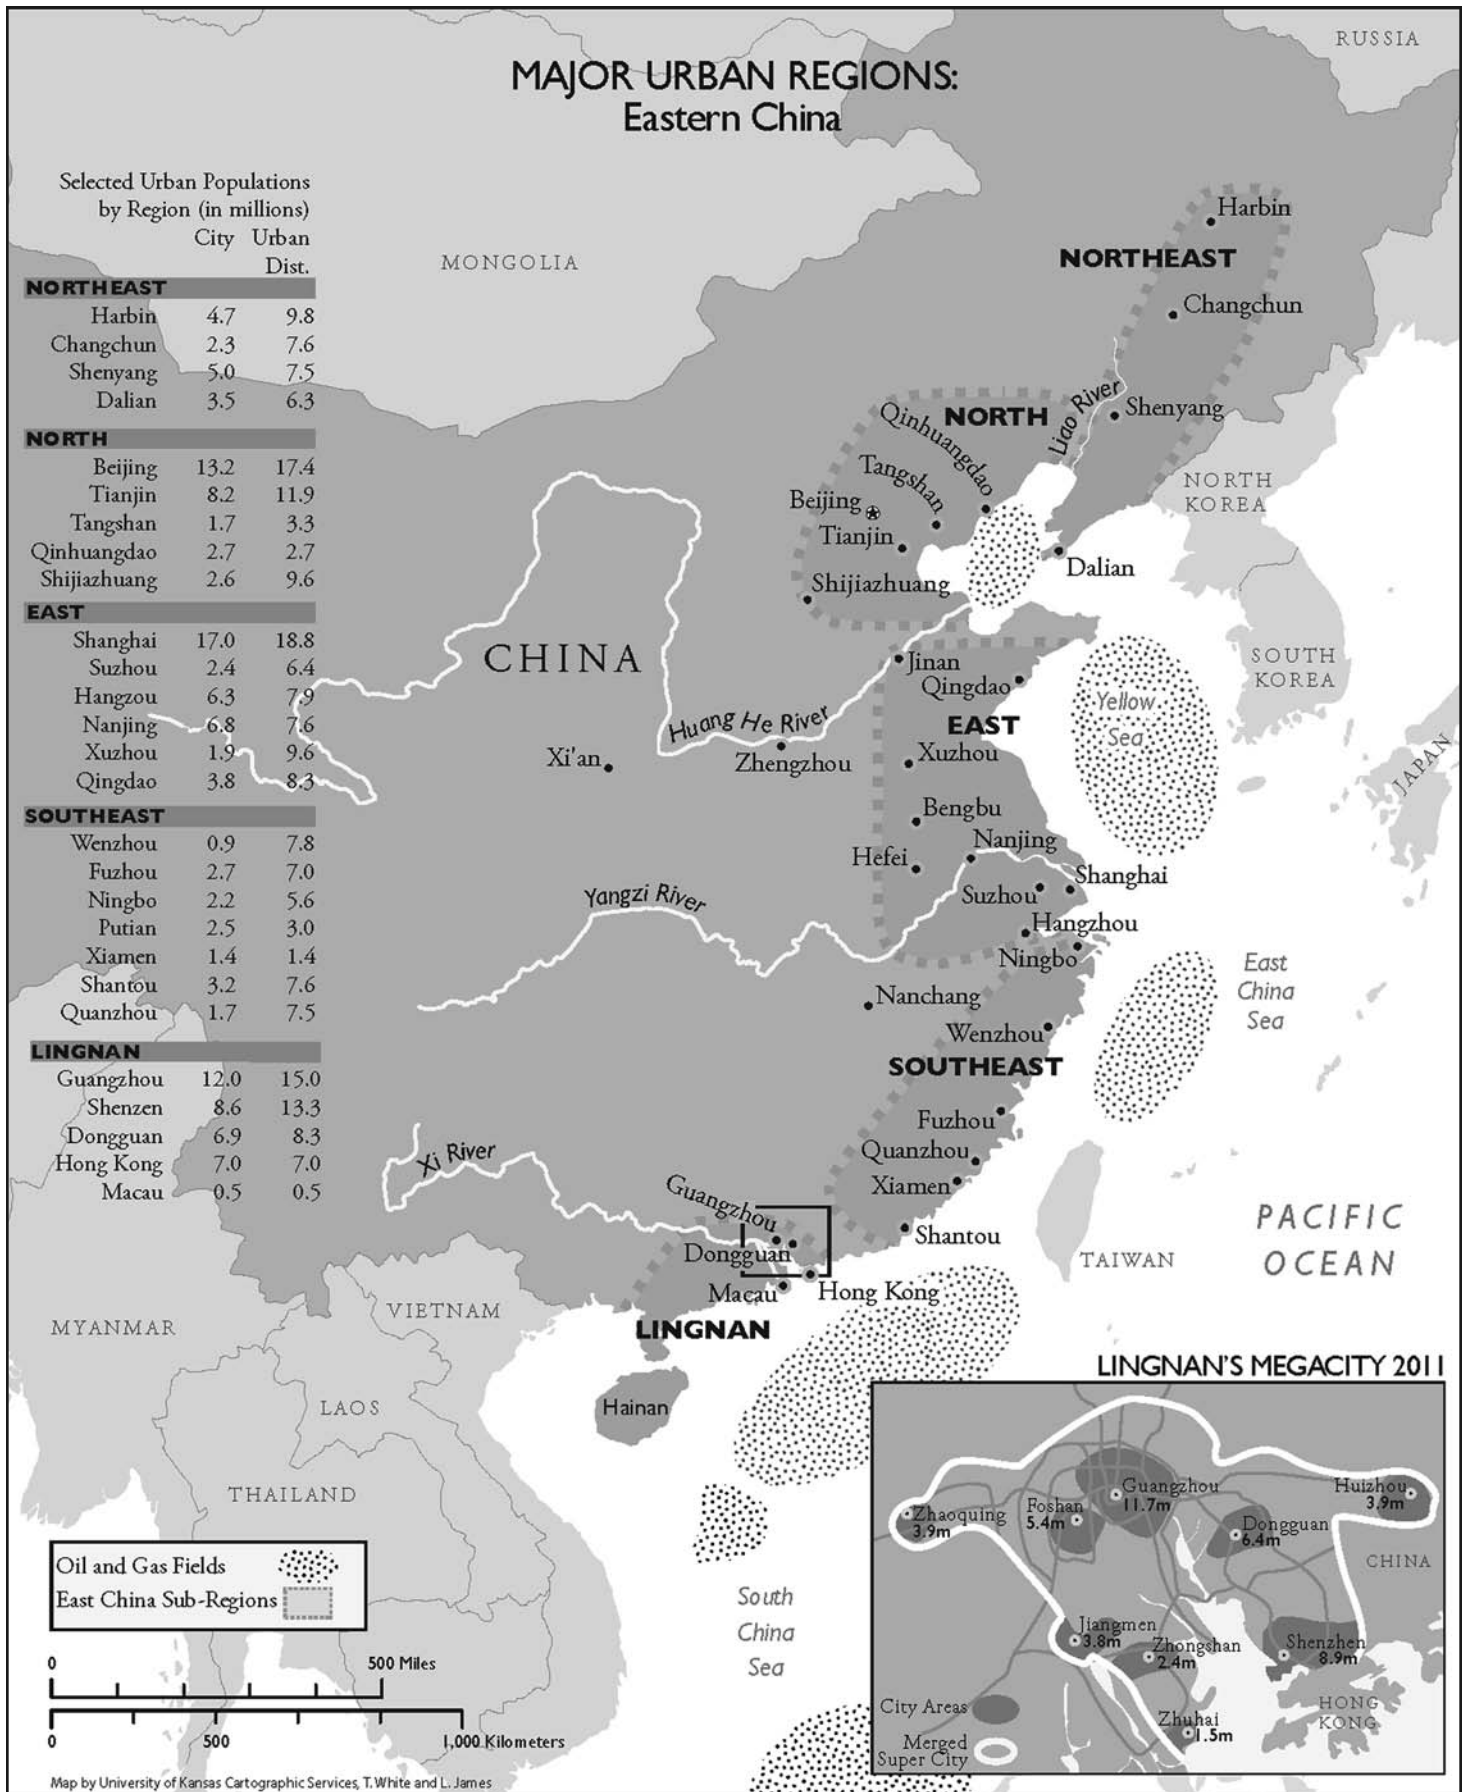 MAJOR URBAN REGIONS:
Eastern China
RUSSIA
MONGOLIA
Selected Urban Populations
by Region (in millions)
City Urban
Dist.
NORTHEAST
Harbin 4.7 9.8
Changchun 2.3 7.6
Shenyang 5.0 7.5
Dalian 3.5 6.3
NORTH
Beijing 13.2 17.4
Tianjin 8.2 11.9
Tangshan 1.7 3.3
Qinhuangdao 2.7 2.7
Shijiazhuang 2.6 9.6
EAST
Shanghai 17.0 18.8
Suzhou 2.4 6.4
Hangzou 6.3 7.9
Nanjing 6.8 7.6
Xuzhou 1.9 9.6
Qingdao 3.8 8.3
SOUTHEAST
Wenzhou 0.9 7.8
Fuzhou 2.7 7.0
Ningbo 2.2 5.6
Putian 2.5 3.0
Xiamen 1.4 1.4
Shantou 3.2 7.6
Quanzhou 1.7 7.5
LINGNAN
Guangzhou 12.0 15.0
Shenzen 8.6 13.3
Dongguan 6.9 8.3
Hong Kong 7.0 7.0
Macau 0.5 0.5
Harbin
NORTHEAST
Changchun
Liao River
Shenyang
NORTH
Qinhuangdao
Tangshan
Beijing
Tianjin
Shijiazhuang
Dalian
NORTH
KOREA
SOUTH
KOREA
JAPAN
CHINA
Jinan
Qingdao
Yellow
Sea
EAST
Huang He River
Zhengzhou
Xi'an
Xuzhou
Bengbu
Nanjing
Hefei
Shanghai
Suzhou
Yangzi River
Hangzhou
Ningbo
East
China
Sea
Nanchang
Wenzhou
SOUTHEAST
Fuzhou
Quanzhou
Xiamen
Shantou
Xi River
Guangzhou
Dongguan
Macau
Hong Kong
LINGNAN
Hainan
TAIWAN
PACIFIC
OCEAN
MYANMAR
VIETNAM
LAOS
THAILAND
South
China
Sea
LINGNAN'S MEGACITY 2011
Zhaoquing
3.9m
Foshan
5.4m
Guangzhou
11.7m
Huizhou
3.9m
Dongguan
6.4m
CHINA
Jiangmen
3.8m
Zhongshan
2.4m
Shenzhen
8.9m
HONG
KONG
Zhuhai
1.5m
City Areas
Merged
Super City
Oil and Gas Fields
East China Sub-Regions
0 500 Miles
0 500 1,000 Kilometers
Map by University of Kansas Cartographic Services, T. White and L. James